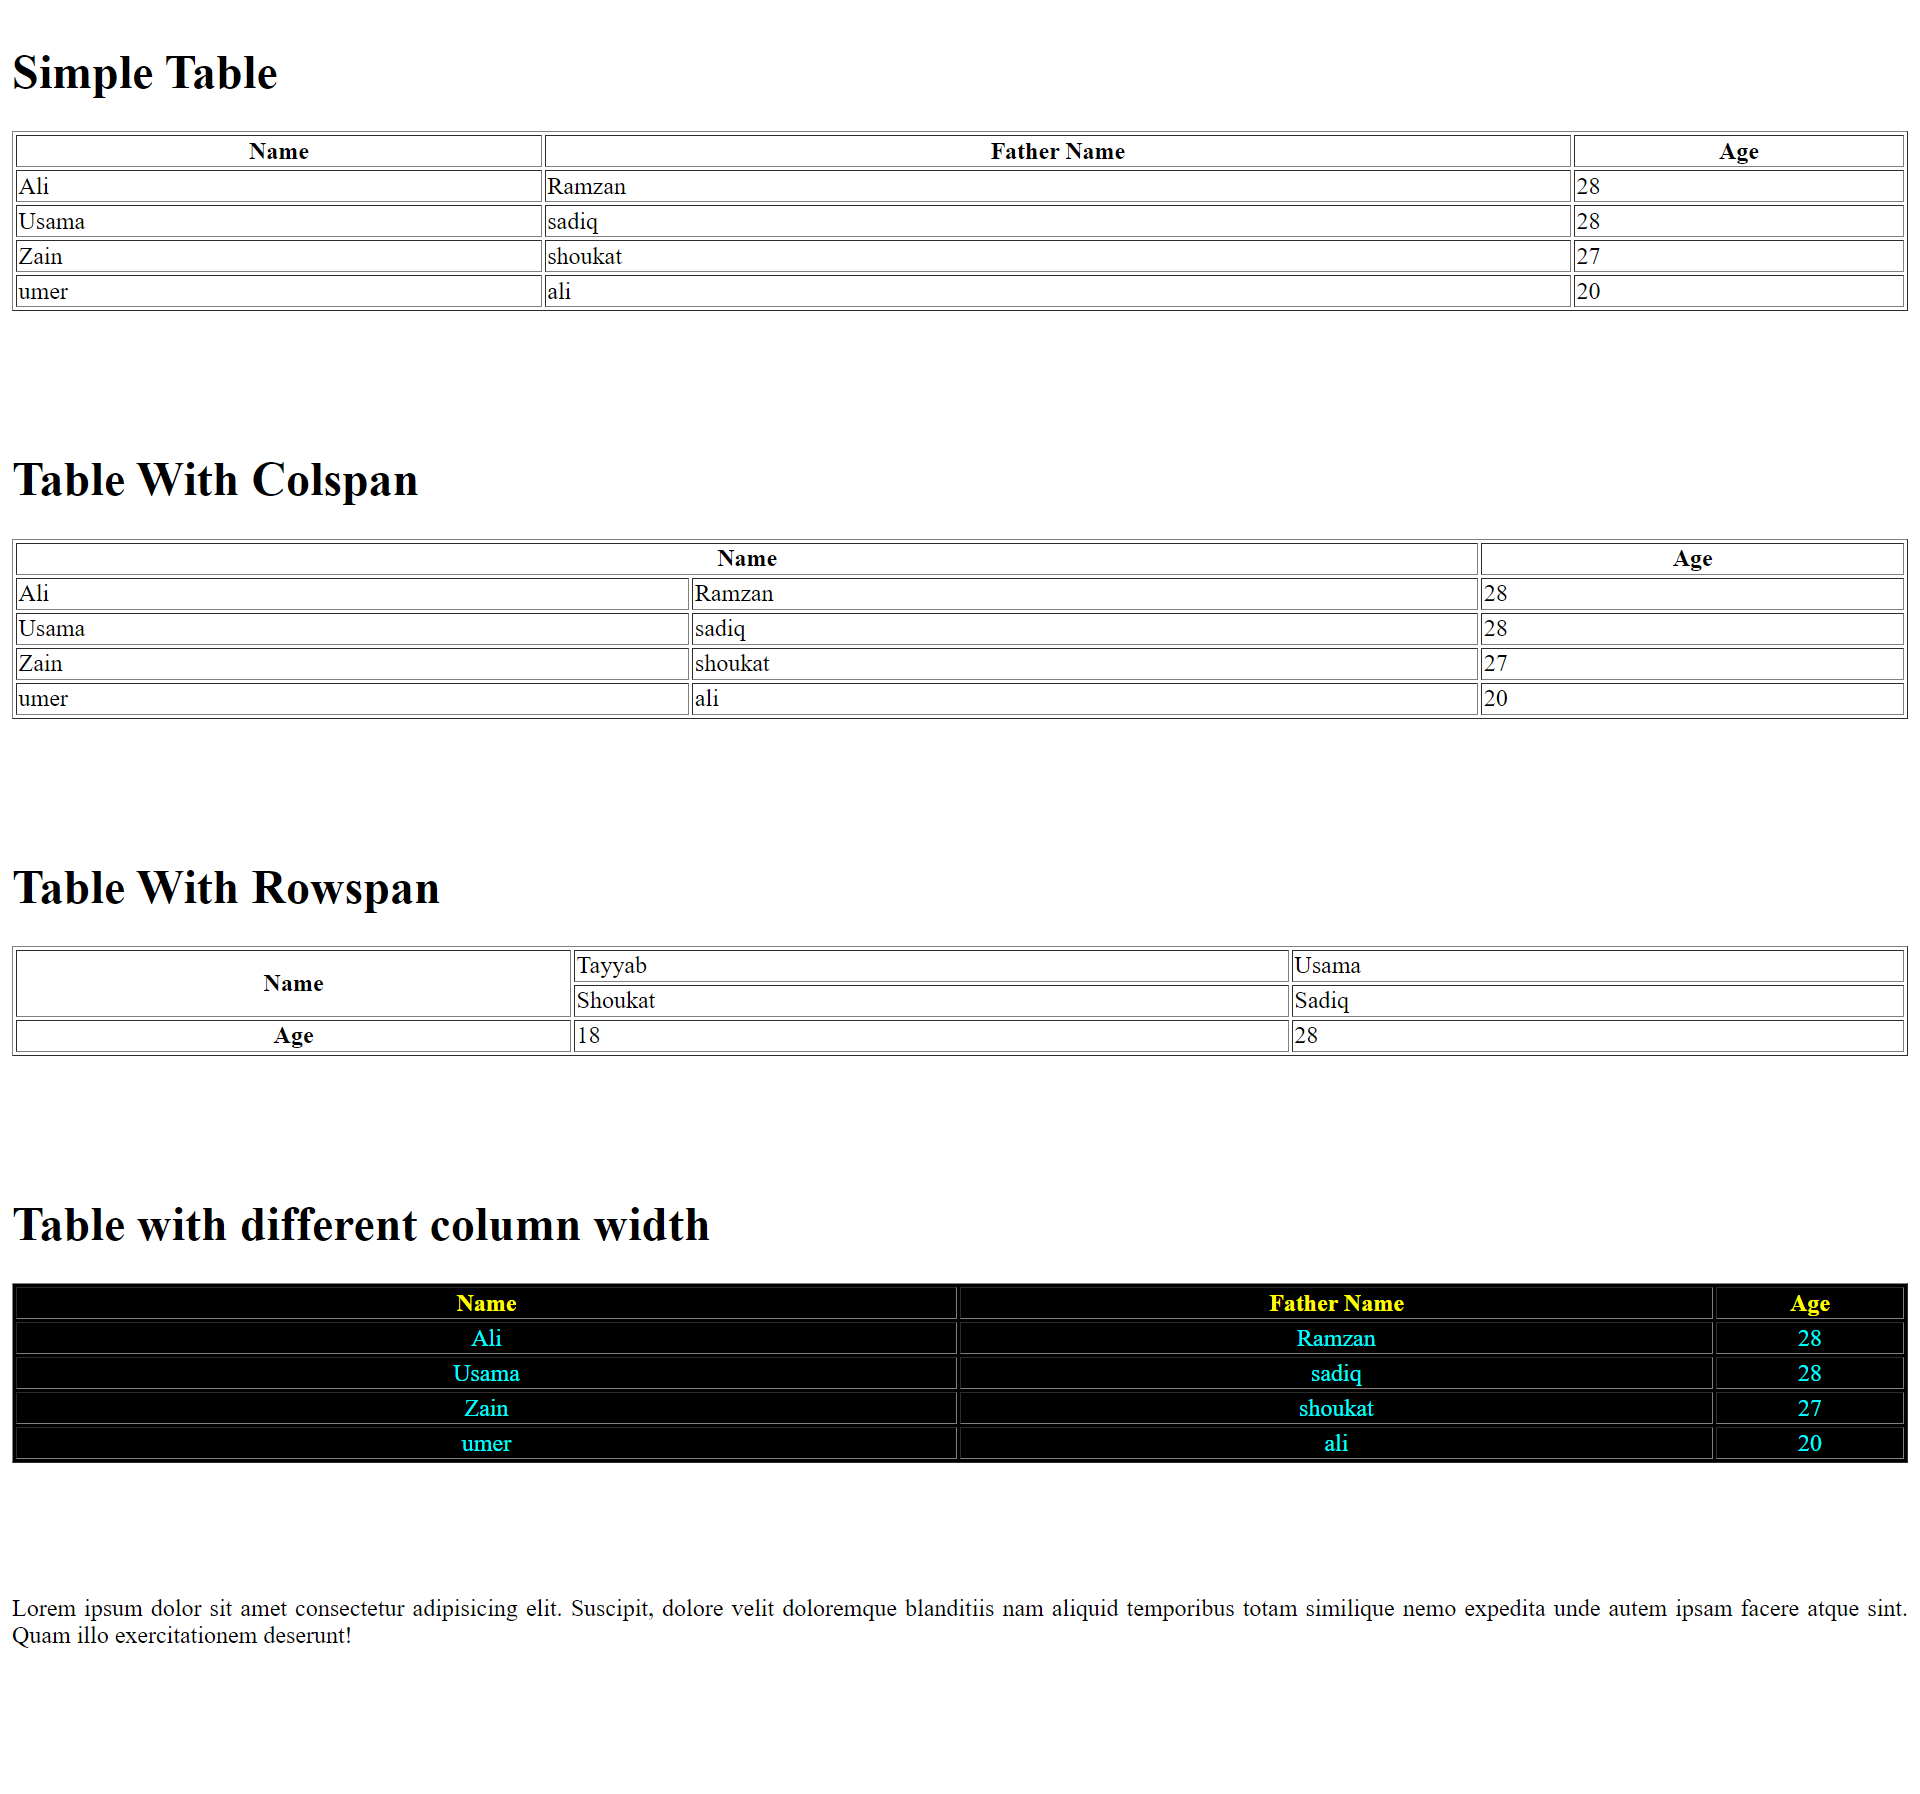 Simple Table
Name Father Name Age
Ali Ramzan 28
Usama sadiq 28
Zain shoukat 27
umer ali 20
Table With Colspan
Name Age
Ali Ramzan 28
Usama sadiq 28
Zain shoukat 27
umer ali 20
Table With Rowspan
Name Tayyab Usama
Shoukat Sadiq
Age 18 28
Table with different column width
Name Father Name Age
Ali Ramzan 28
Usama sadiq 28
Zain shoukat 27
umer ali 20
Lorem ipsum dolor sit amet consectetur adipisicing elit. Suscipit, dolore velit doloremque blanditiis nam aliquid temporibus totam similique nemo expedita unde autem ipsam facere atque sint.
Quam illo exercitationem deserunt!